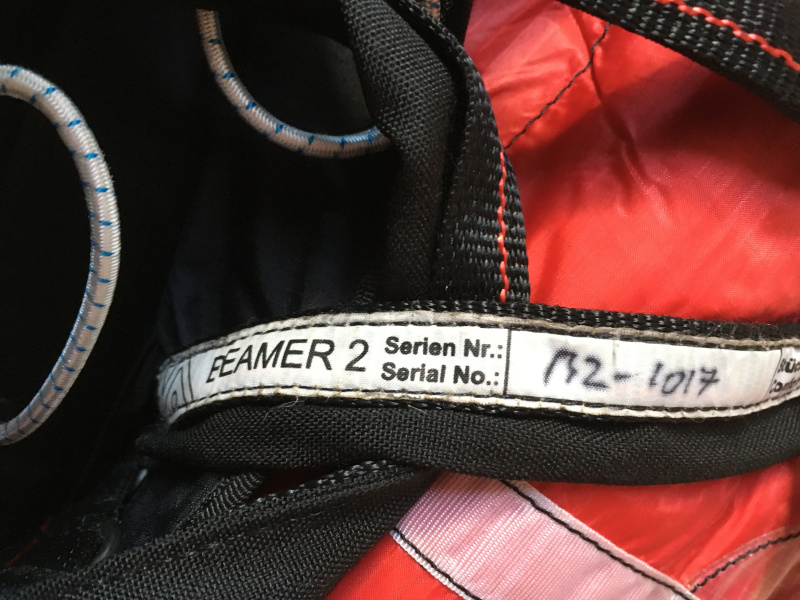 BEAMER 2
Serien Nr.:
Serial No.:
B2-1017